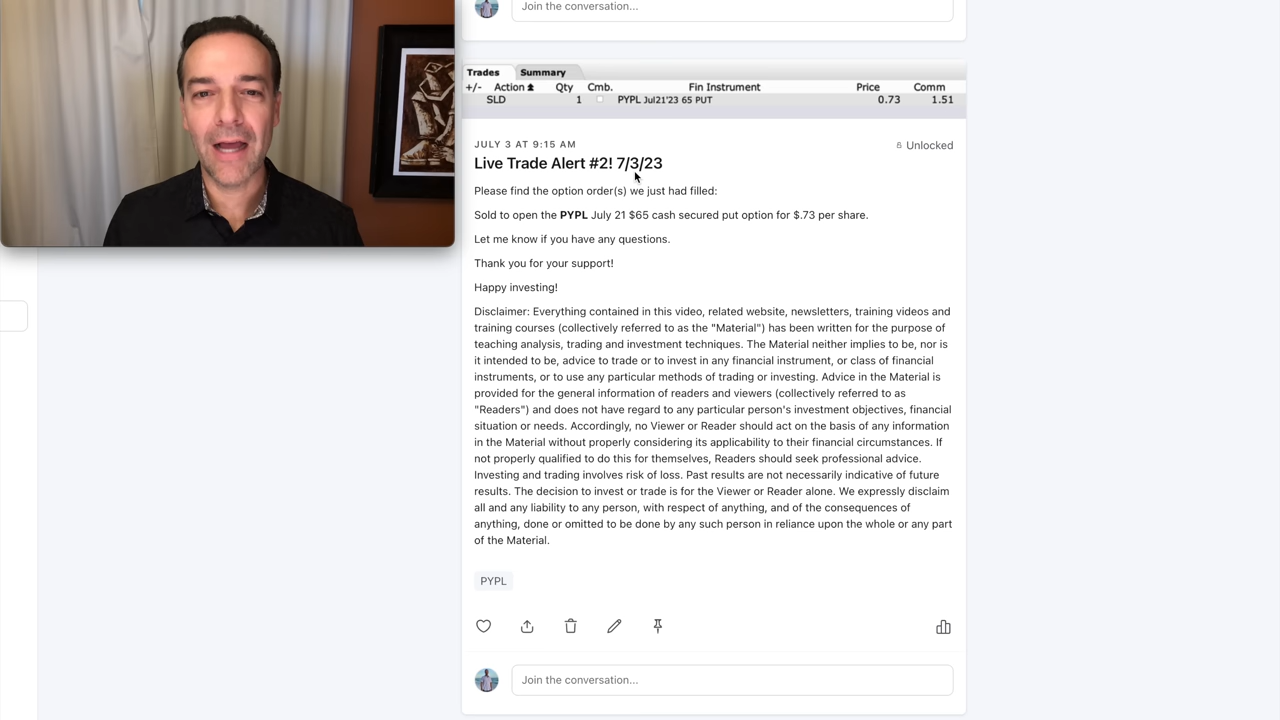 Join the conversation...
Trades Summary
+/- Action Qty Cmb. Fin Instrument Price Comm
SLD 1 PYPL Jul21'23 65 PUT 0.73 1.51
JULY 3 AT 9:15 AM
Unlocked
Live Trade Alert #2! 7/3/23
Please find the option order(s) we just had filled:
Sold to open the PYPL July 21 $65 cash secured put option for $.73 per share.
Let me know if you have any questions.
Thank you for your support!
Happy investing!
Disclaimer: Everything contained in this video, related website, newsletters, training videos and
training courses (collectively referred to as the "Material") has been written for the purpose of
teaching analysis, trading and investment techniques. The Material neither implies to be, nor is
it intended to be, advice to trade or to invest in any financial instrument, or class of financial
instruments, or to use any particular methods of trading or investing. Advice in the Material is
provided for the general information of readers and viewers (collectively referred to as
"Readers") and does not have regard to any particular person's investment objectives, financial
situation or needs. Accordingly, no Viewer or Reader should act on the basis of any information
in the Material without properly considering its applicability to their financial circumstances. If
not properly qualified to do this for themselves, Readers should seek professional advice.
Investing and trading involves risk of loss. Past results are not necessarily indicative of future
results. The decision to invest or trade is for the Viewer or Reader alone. We expressly disclaim
all and any liability to any person, with respect of anything, and of the consequences of
anything, done or omitted to be done by any such person in reliance upon the whole or any part
of the Material.
PYPL
Join the conversation...